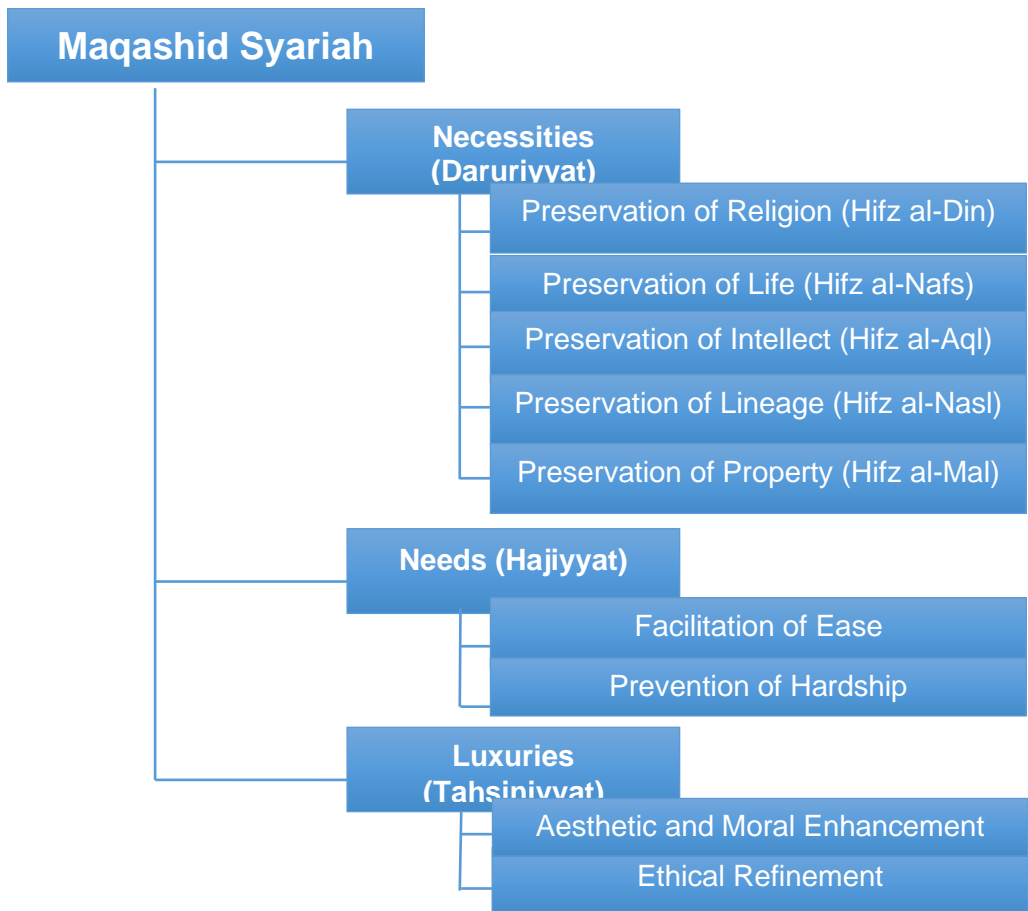 Maqashid Syariah
Necessities
(Daruriyyat)
Preservation of Religion (Hifz al-Din)
Preservation of Life (Hifz al-Nafs)
Preservation of Intellect (Hifz al-Aql)
Preservation of Lineage (Hifz al-Nasl)
Preservation of Property (Hifz al-Mal)
Needs (Hajiyyat)
Facilitation of Ease
Prevention of Hardship
Luxuries
(Tahsiniyyat)
Aesthetic and Moral Enhancement
Ethical Refinement